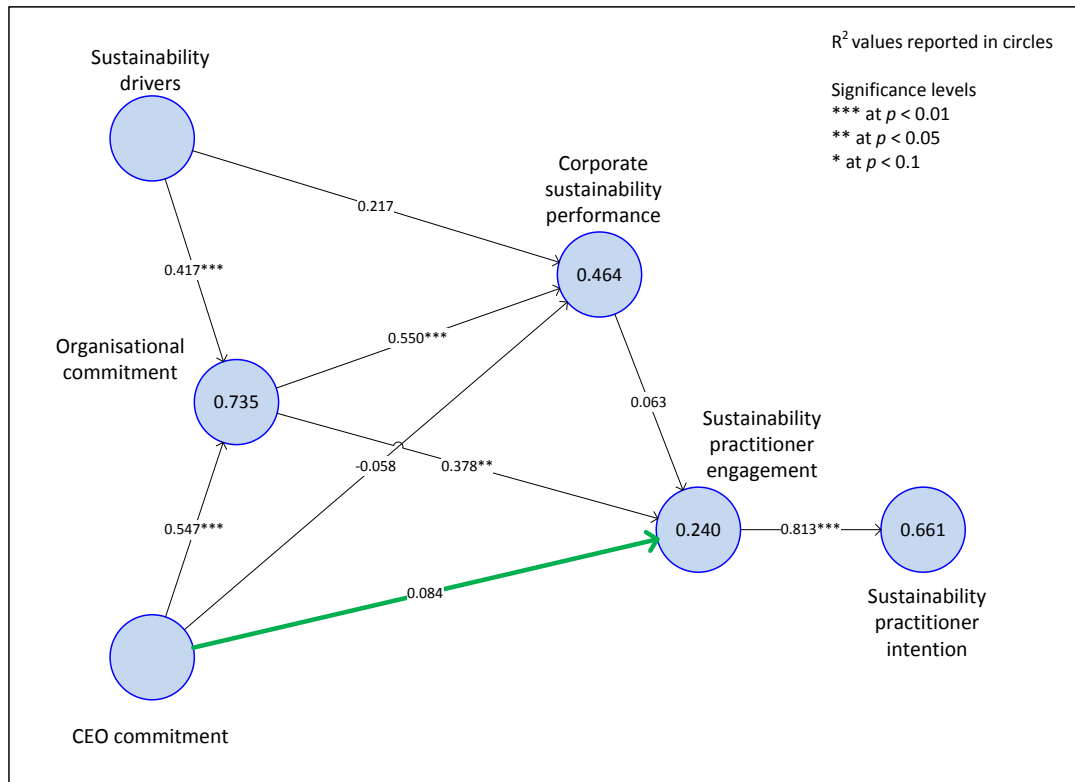 R² values reported in circles
Significance levels
*** at p < 0.01
** at p < 0.05
* at p < 0.1
Sustainability
drivers
Corporate
sustainability
performance
0.217
0.464
0.417***
0.550***
Organisational
commitment
0.735
0.063
Sustainability
practitioner
engagement
-0.058
0.378**
0.547***
0.240
0.813***
0.661
0.084
Sustainability
practitioner
intention
CEO commitment